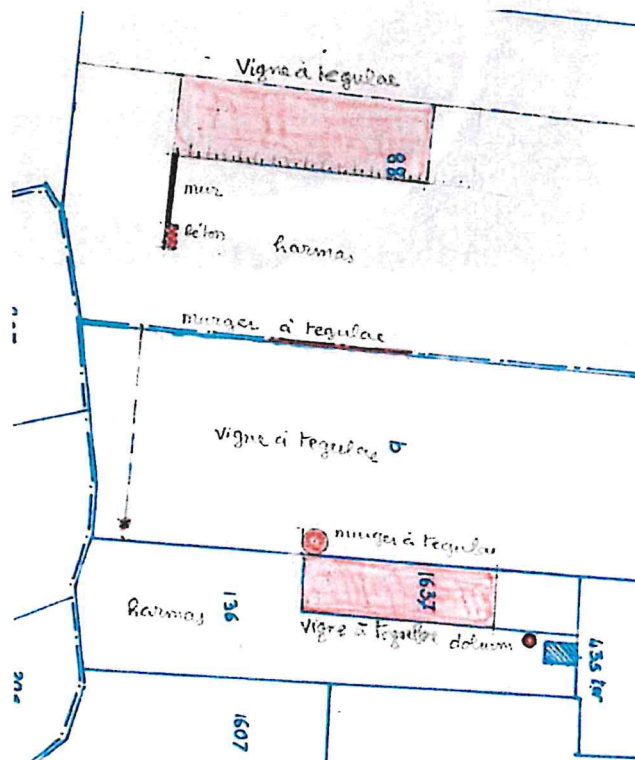 Vigne à tegulae
88
mur
béton
harmas
murger à tegulae
vigne à tegulae
murger à tegulae
1637
harmas
136
Vigne à tegulae
dolium
435 ter
1607